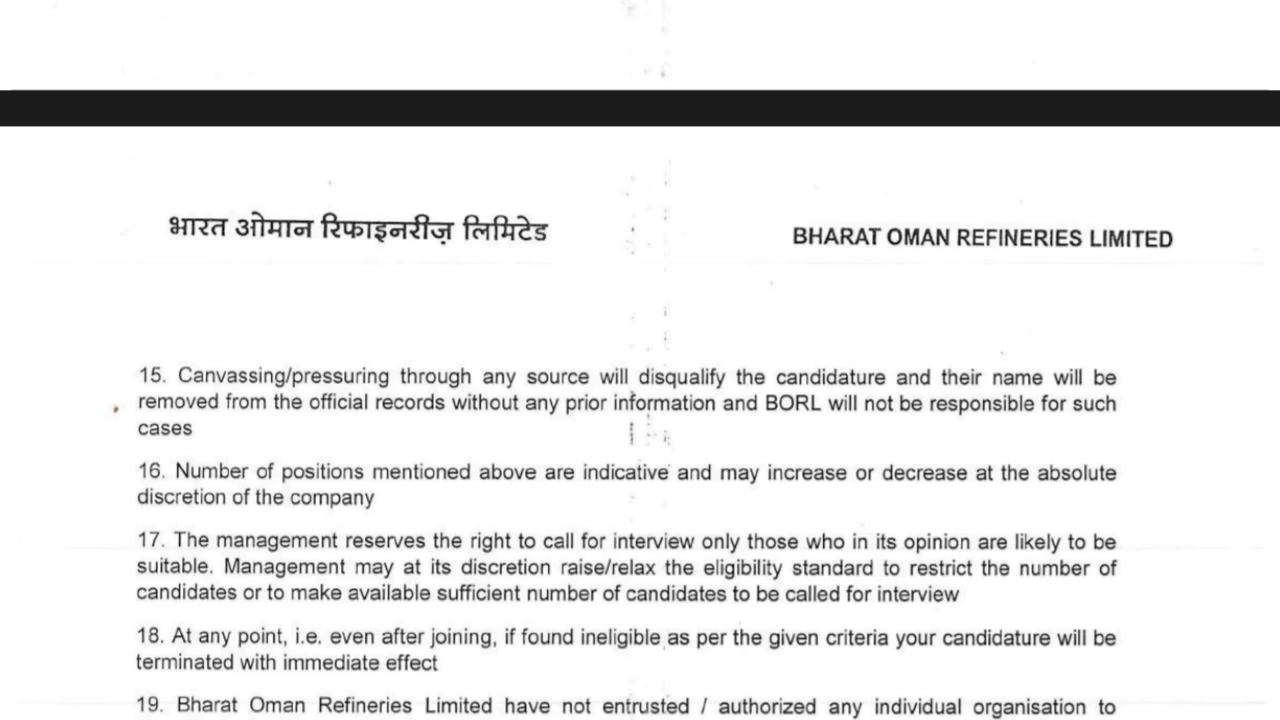 भारत ओमान रिफाइनरीज़ लिमिटेड
BHARAT OMAN REFINERIES LIMITED
15. Canvassing/pressuring through any source will disqualify the candidature and their name will be
removed from the official records without any prior information and BORL will not be responsible for such
cases
16. Number of positions mentioned above are indicative and may increase or decrease at the absolute
discretion of the company
17. The management reserves the right to call for interview only those who in its opinion are likely to be
suitable. Management may at its discretion raise/relax the eligibility standard to restrict the number of
candidates or to make available sufficient number of candidates to be called for interview
18. At any point, i.e. even after joining, if found ineligible as per the given criteria your candidature will be
terminated with immediate effect
19. Bharat Oman Refineries Limited have not entrusted / authorized any individual organisation to